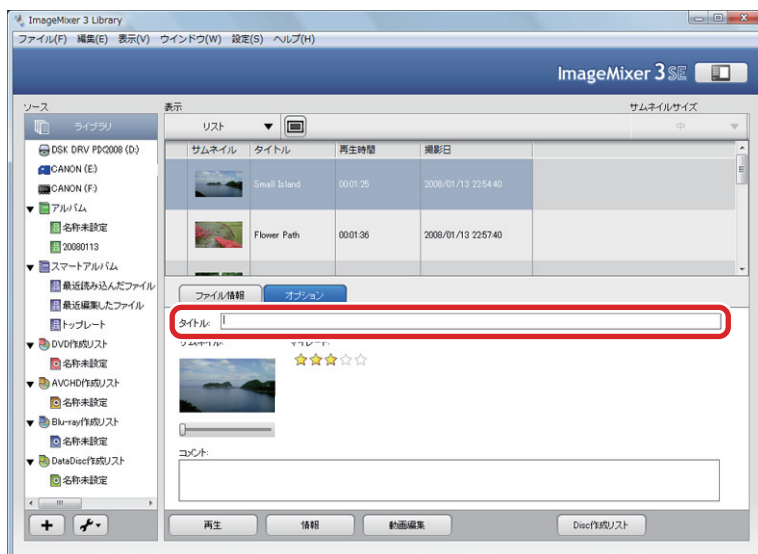 ImageMixer 3 Library
ファイル(F) 編集(E) 表示(V) ウインドウ(W) 設定(S) ヘルプ(H)
ImageMixer 3 SE
ソース 表示 サムネイルサイズ
ライブラリ リスト 中
サムネイル タイトル 再生時間 撮影日
DSK DRV PDX2008 (D:)
CANON (E:)
Small Island 00:01:25 2008/01/13 22:54:40
CANON (F:)
アルバム
名称未設定
Flower Path 00:01:36 2008/01/13 22:57:40
20080113
スマートアルバム
最近読み込んだファイル
ファイル情報 オプション
最近編集したファイル
トップレート
タイトル:
DVD作成リスト
サムネイル: マイレート:
名称未設定
AVCHD作成リスト
名称未設定
Blu-ray作成リスト
名称未設定
コメント:
DataDisc作成リスト
名称未設定
再生 情報 動画編集 Disc作成リスト